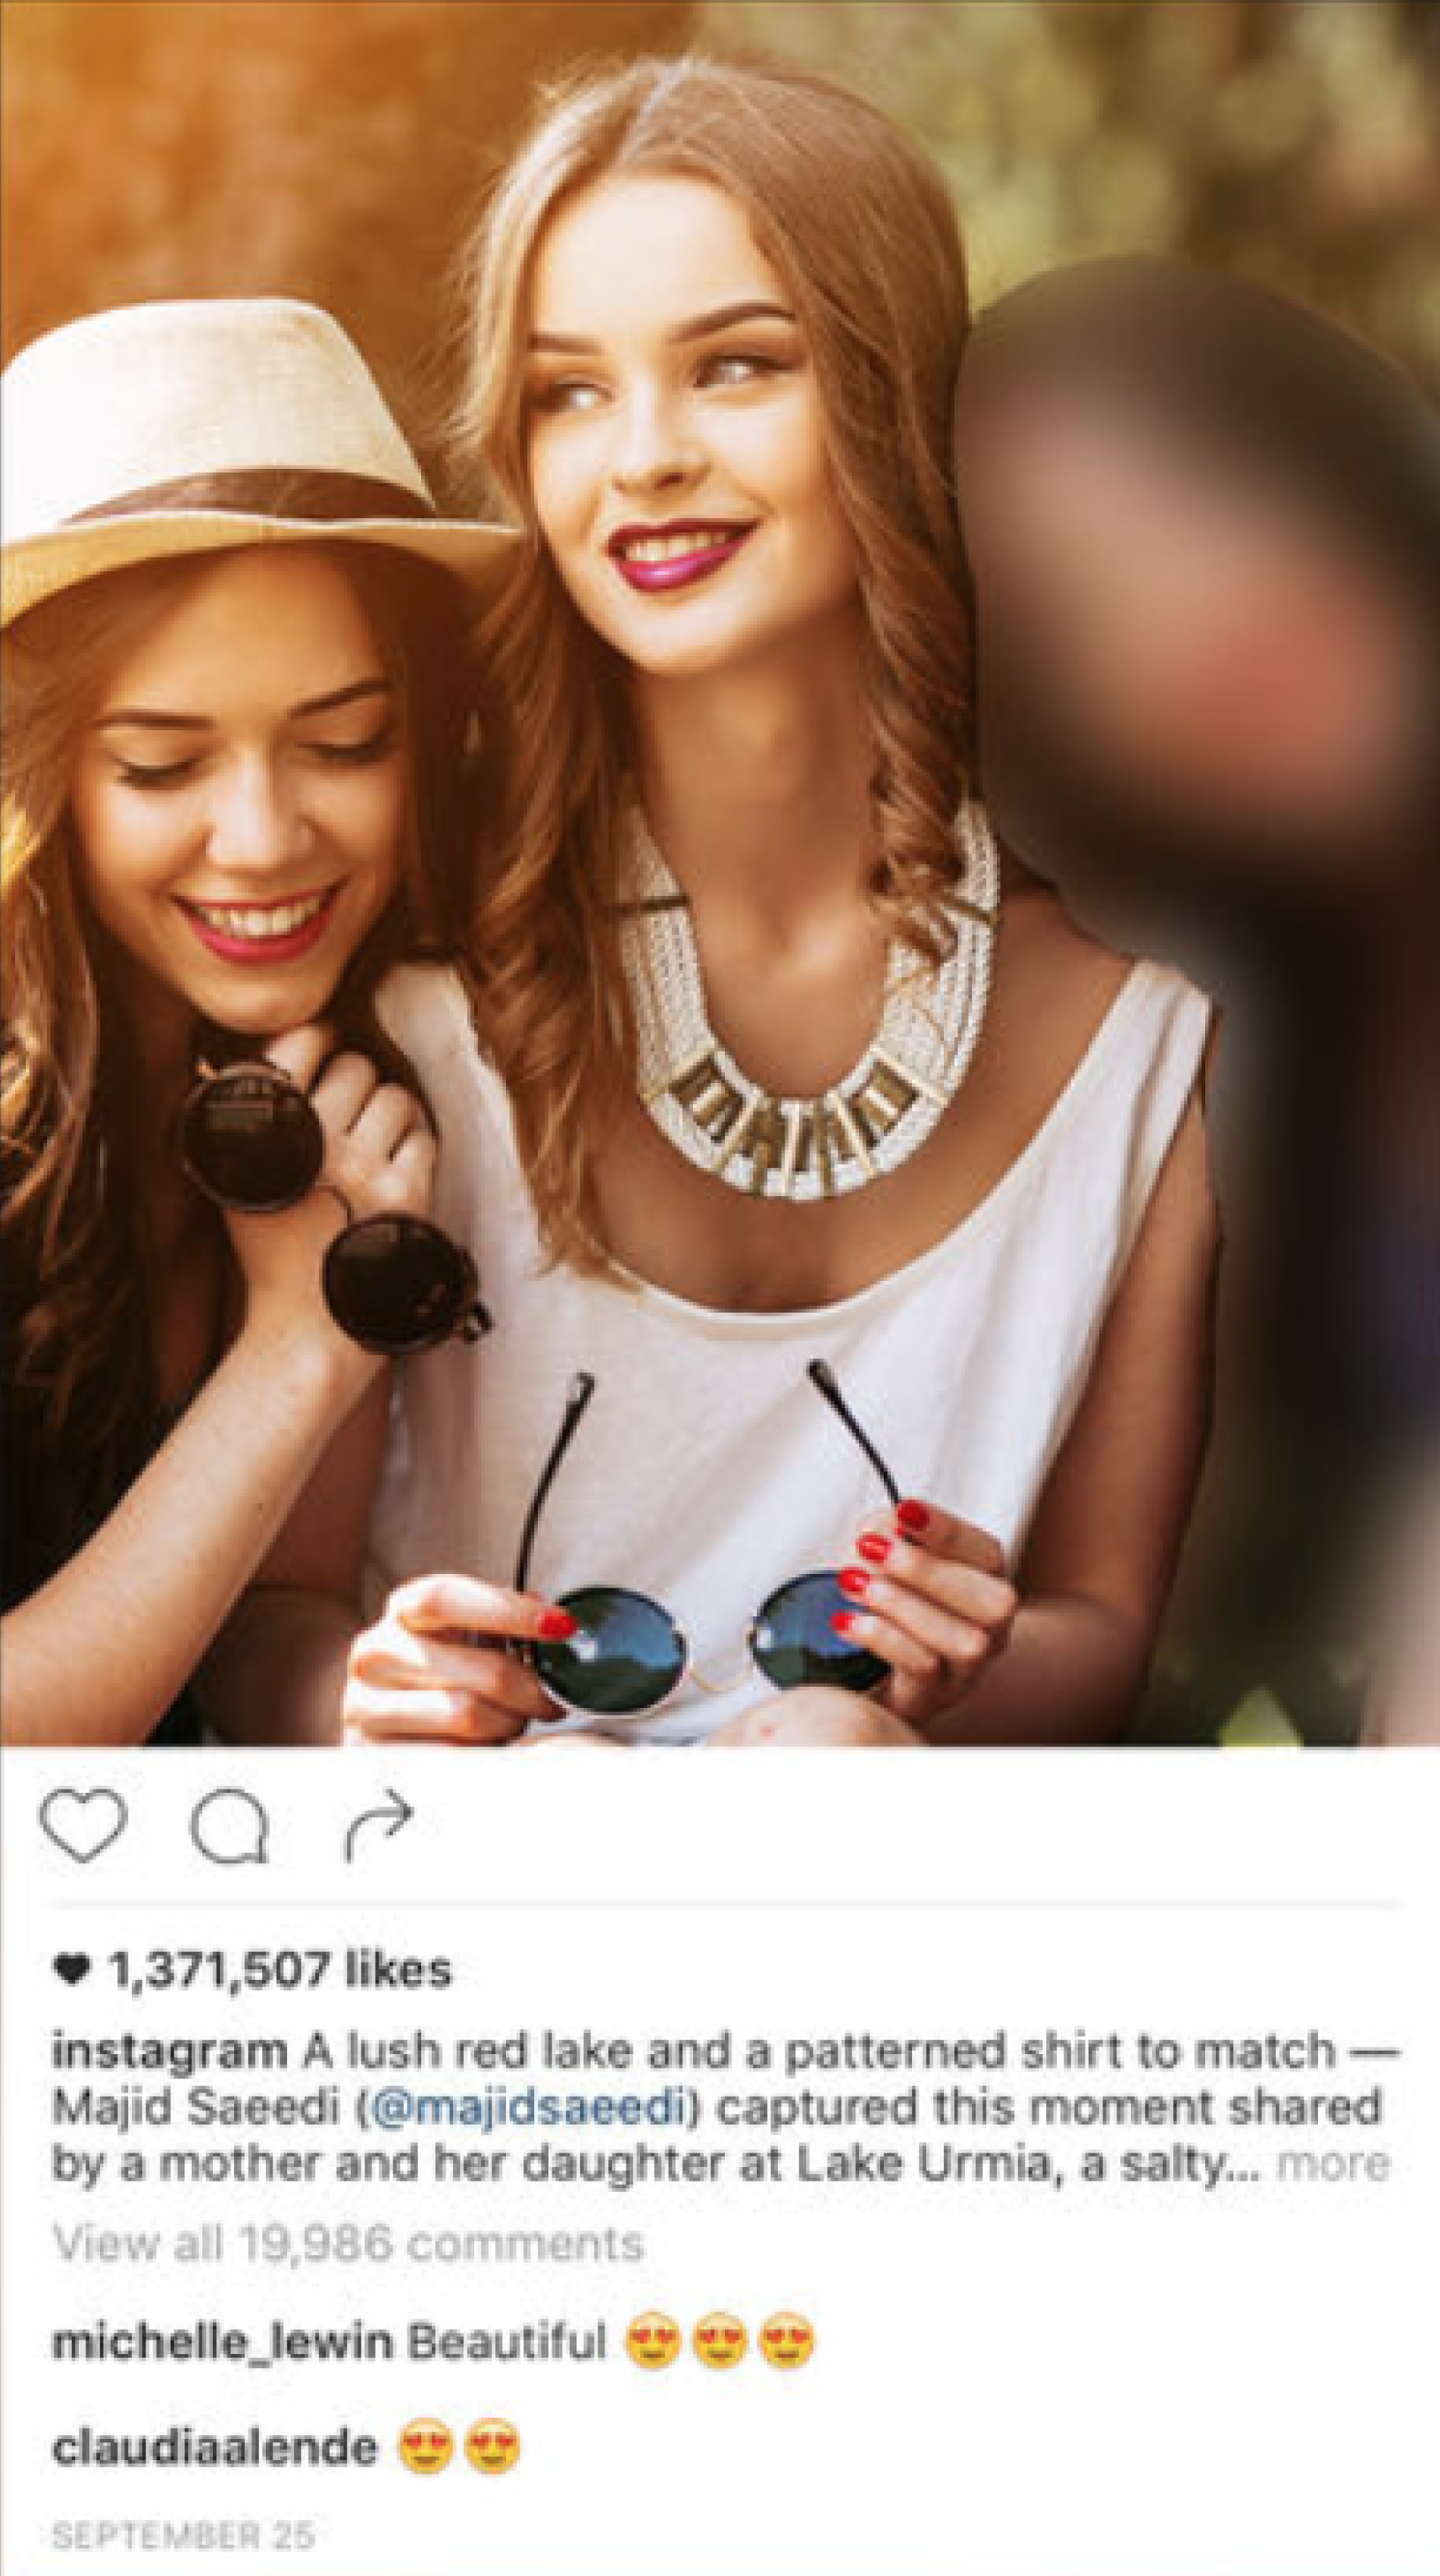 1,371,507 likes
instagram A lush red lake and a patterned shirt to match —
Majid Saeedi (@majidsaeedi) captured this moment shared
by a mother and her daughter at Lake Urmia, a salty... more
View all 19,986 comments
michelle_lewin Beautiful 😍😍😍
claudiaalende 😍😍
SEPTEMBER 25